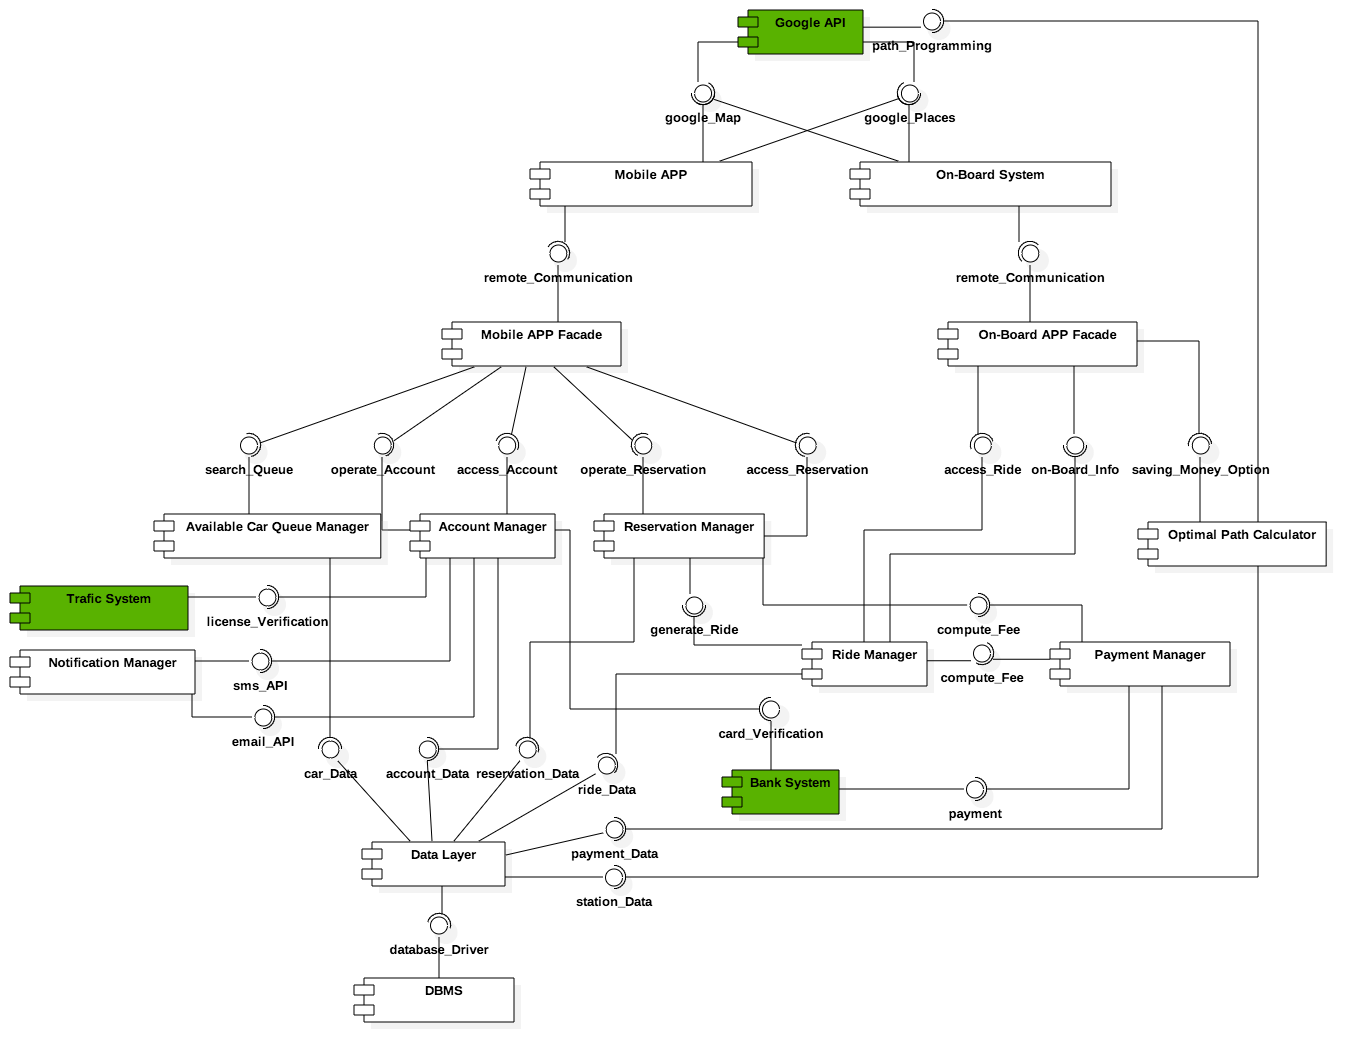 Google API
path_Programming
google_Map
google_Places
Mobile APP
On-Board System
remote_Communication
remote_Communication
Mobile APP Facade
On-Board APP Facade
search_Queue
operate_Account
access_Account
operate_Reservation
access_Reservation
access_Ride
on-Board_Info
saving_Money_Option
Available Car Queue Manager
Account Manager
Reservation Manager
Optimal Path Calculator
Trafic System
license_Verification
generate_Ride
compute_Fee
Notification Manager
sms_API
Ride Manager
compute_Fee
Payment Manager
email_API
card_Verification
car_Data
account_Data
reservation_Data
ride_Data
Bank System
payment
Data Layer
payment_Data
station_Data
database_Driver
DBMS